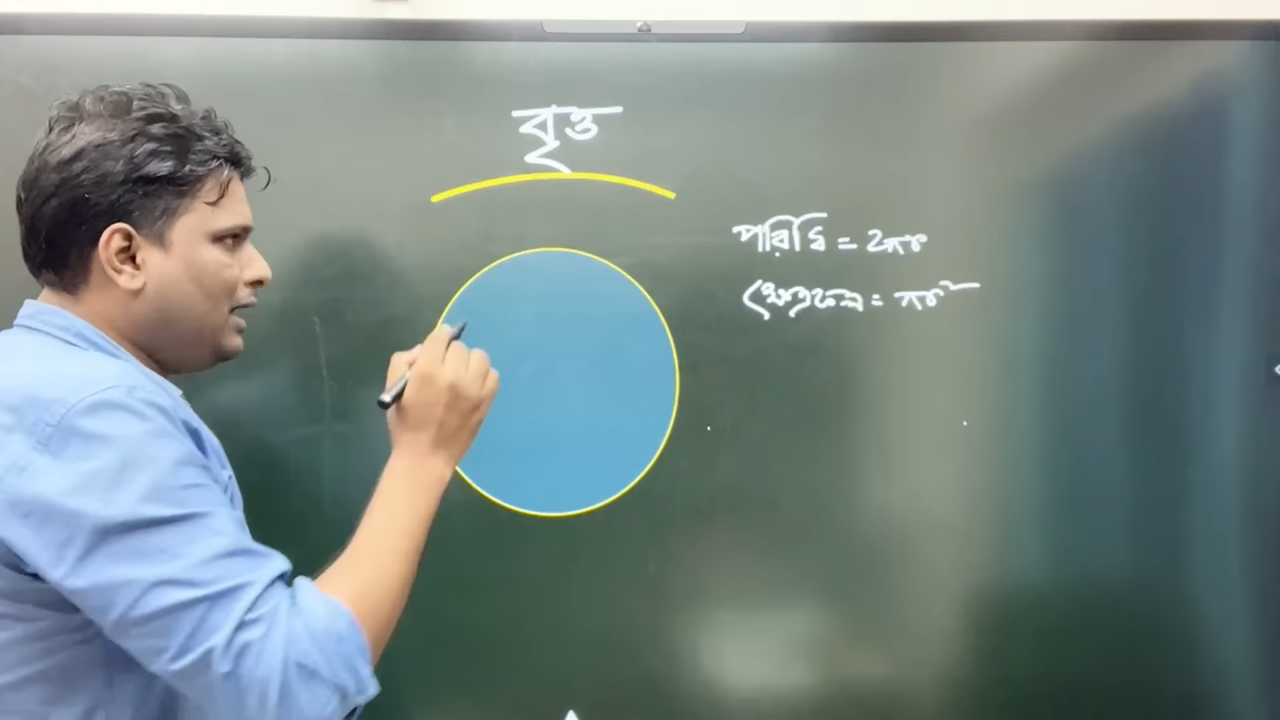 বৃত্ত
পরিধি = 2πr
ক্ষেত্রফল = πr²